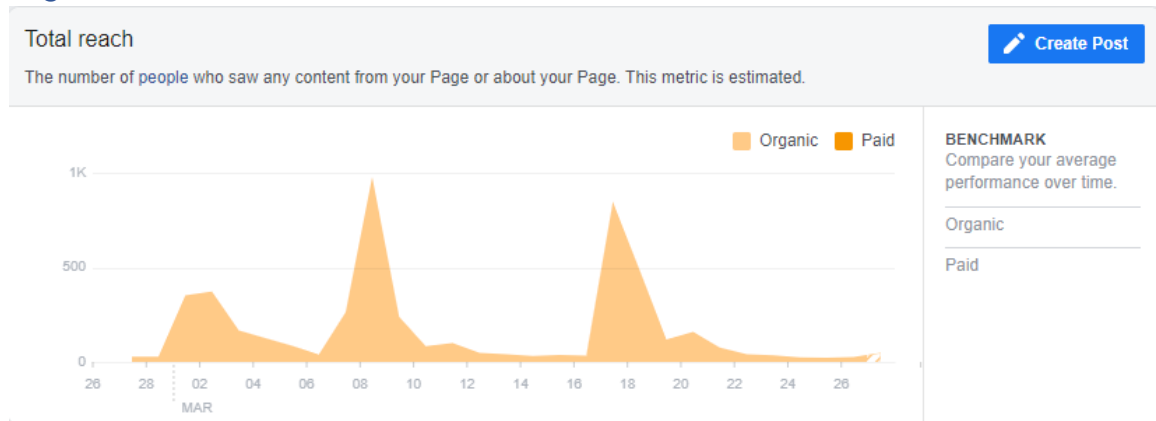 Total reach
Create Post
The number of people who saw any content from your Page or about your Page. This metric is estimated.
Organic Paid
BENCHMARK
Compare your average
performance over time.
Organic
Paid
1K
500
0
26 28 02 04 06 08 10 12 14 16 18 20 22 24 26
MAR